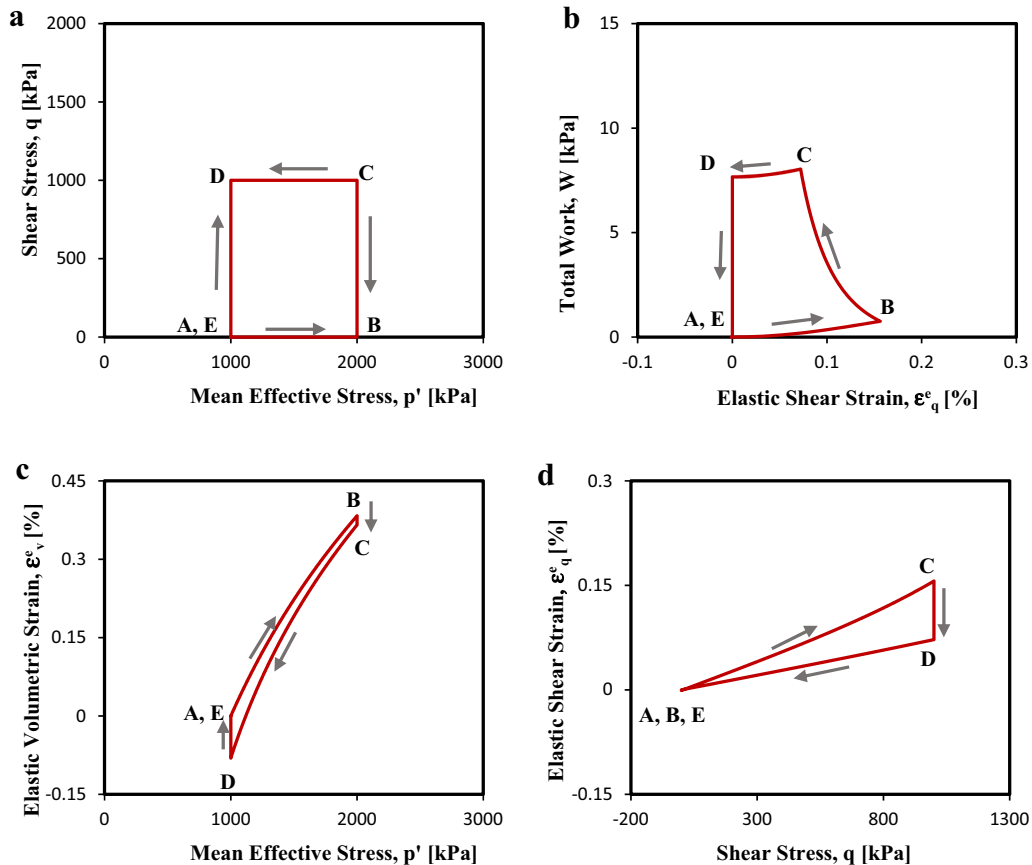 a
Shear Stress, q [kPa]
2000
1500
1000
500
0
D
C
A, E
B
0
1000
2000
3000
Mean Effective Stress, p' [kPa]
b
Total Work, W [kPa]
15
10
5
0
D
C
A, E
B
-0.1
0
0.1
0.2
0.3
Elastic Shear Strain, εᵉq [%]
c
Elastic Volumetric Strain, εᵉv [%]
0.45
0.3
0.15
0
-0.15
B
C
A, E
D
0
1000
2000
3000
Mean Effective Stress, p' [kPa]
d
Elastic Shear Strain, εᵉq [%]
0.3
0.15
0
-0.15
C
D
A, B, E
-200
300
800
1300
Shear Stress, q [kPa]